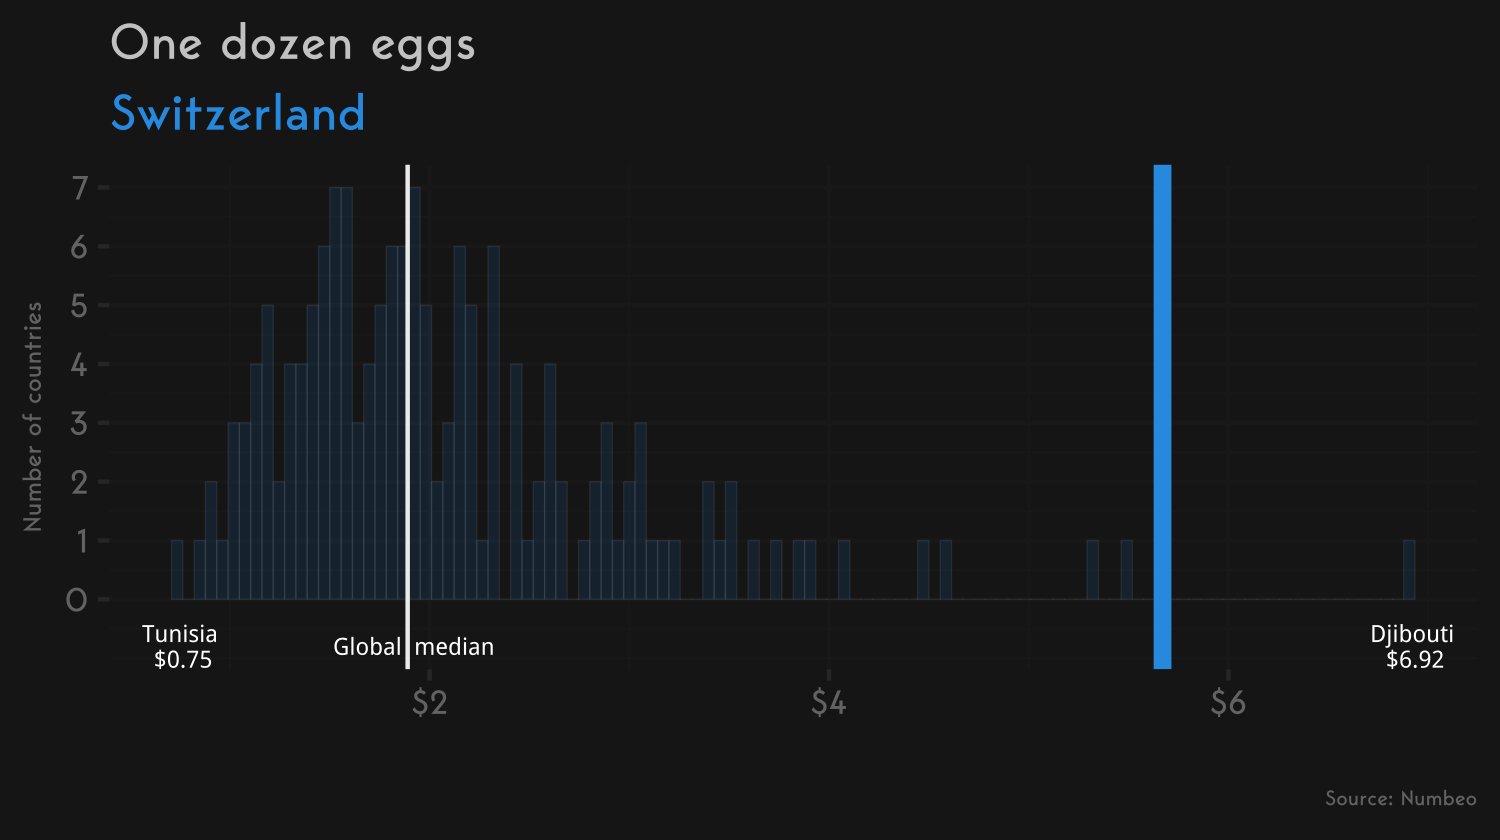 One dozen eggs
Switzerland
Number of countries
7
6
5
4
3
2
1
0
Tunisia
$0.75
Global median
Djibouti
$6.92
$2
$4
$6
Source: Numbeo